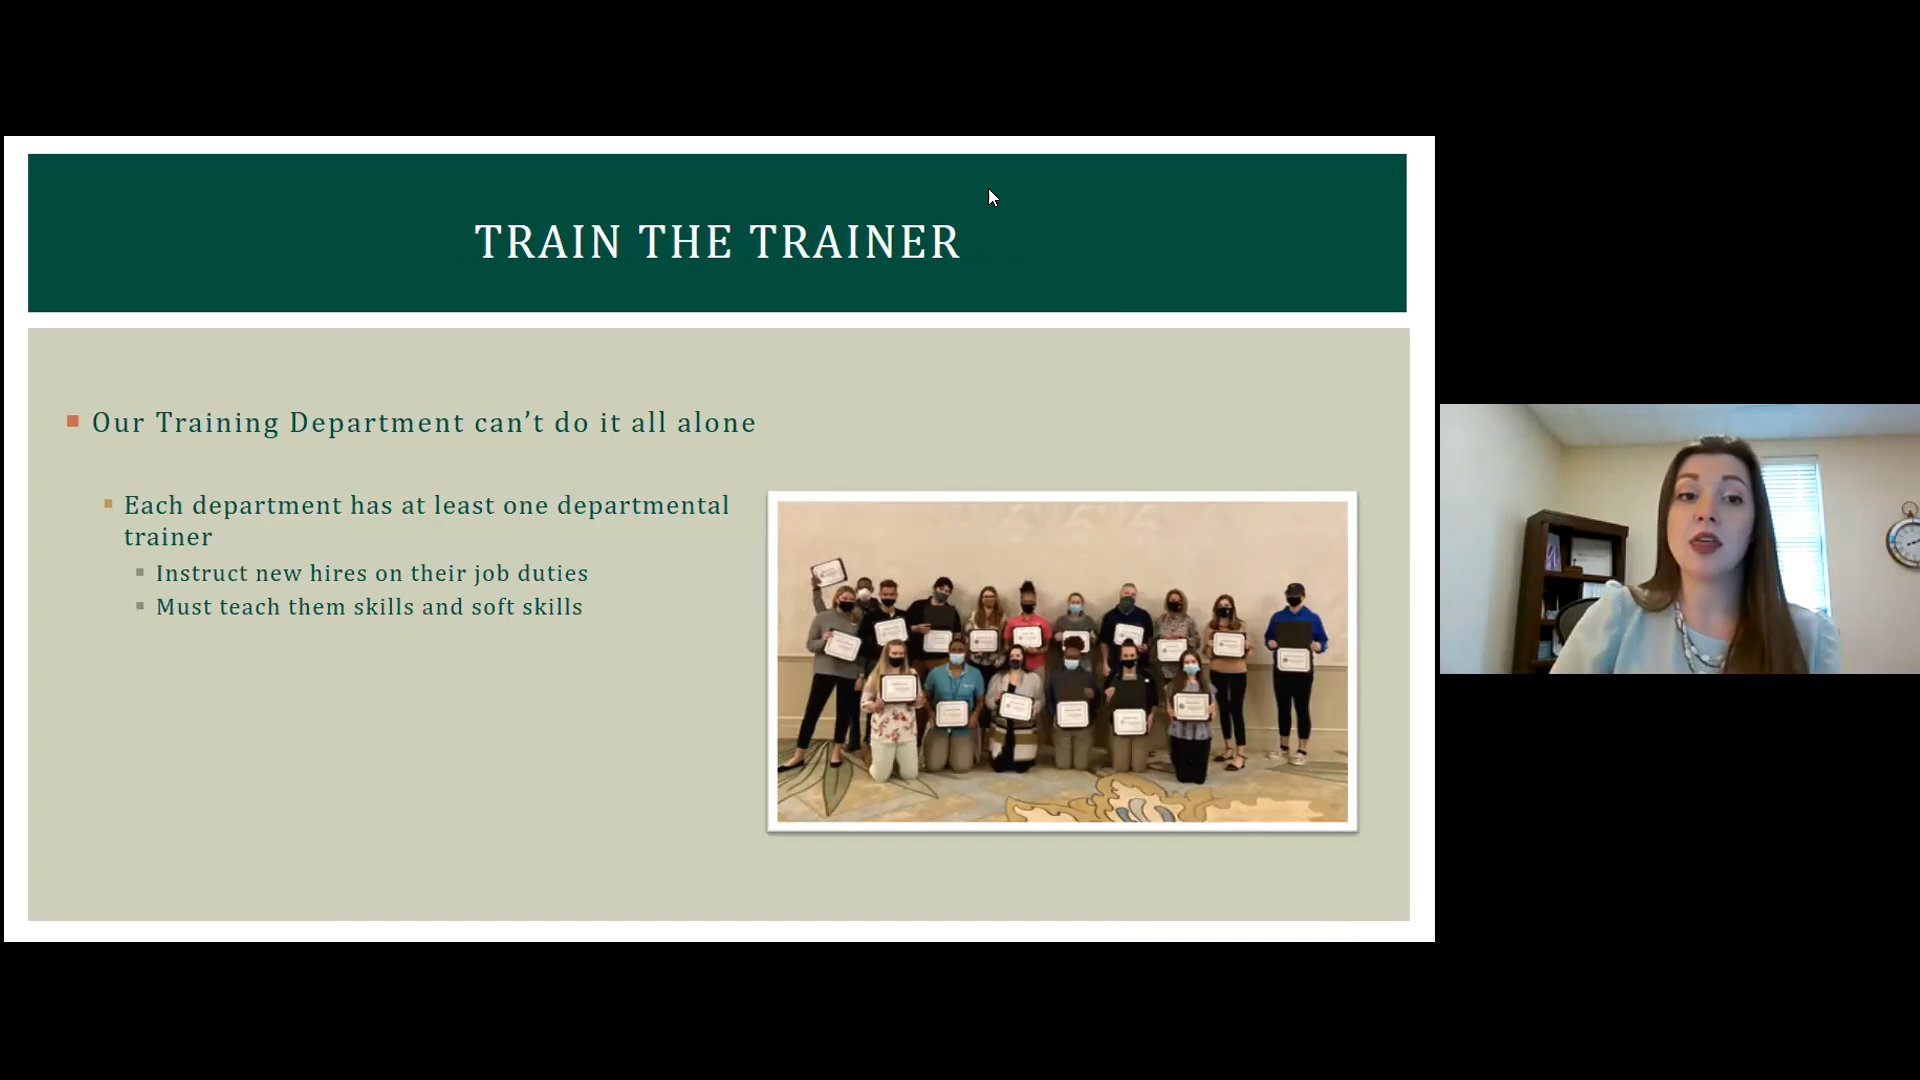 TRAIN THE TRAINER
Our Training Department can’t do it all alone
Each department has at least one departmental
trainer
Instruct new hires on their job duties
Must teach them skills and soft skills